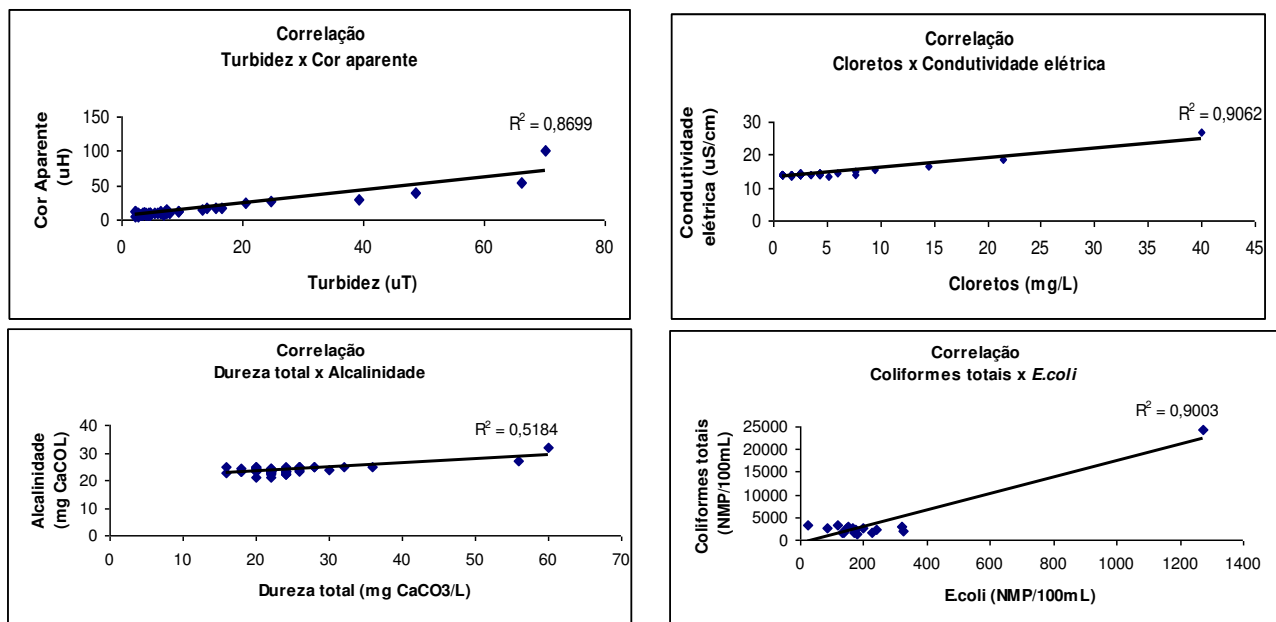 Correlação
Turbidez x Cor aparente
R² = 0,8699
Cor Aparente
(uH)
150
100
50
0
0 20 40 60 80
Turbidez (uT)
Correlação
Cloretos x Condutividade elétrica
R² = 0,9062
Condutividade
elétrica (uS/cm)
30
20
10
0
0 5 10 15 20 25 30 35 40 45
Cloretos (mg/L)
Correlação
Dureza total x Alcalinidade
R² = 0,5184
Alcalinidade
(mg CaCOL)
40
30
20
10
0
0 10 20 30 40 50 60 70
Dureza total (mg CaCO3/L)
Correlação
Coliformes totais x E.coli
R² = 0,9003
Coliformes totais
(NMP/100mL)
25000
20000
15000
10000
5000
0
0 200 400 600 800 1000 1200 1400
E.coli (NMP/100mL)